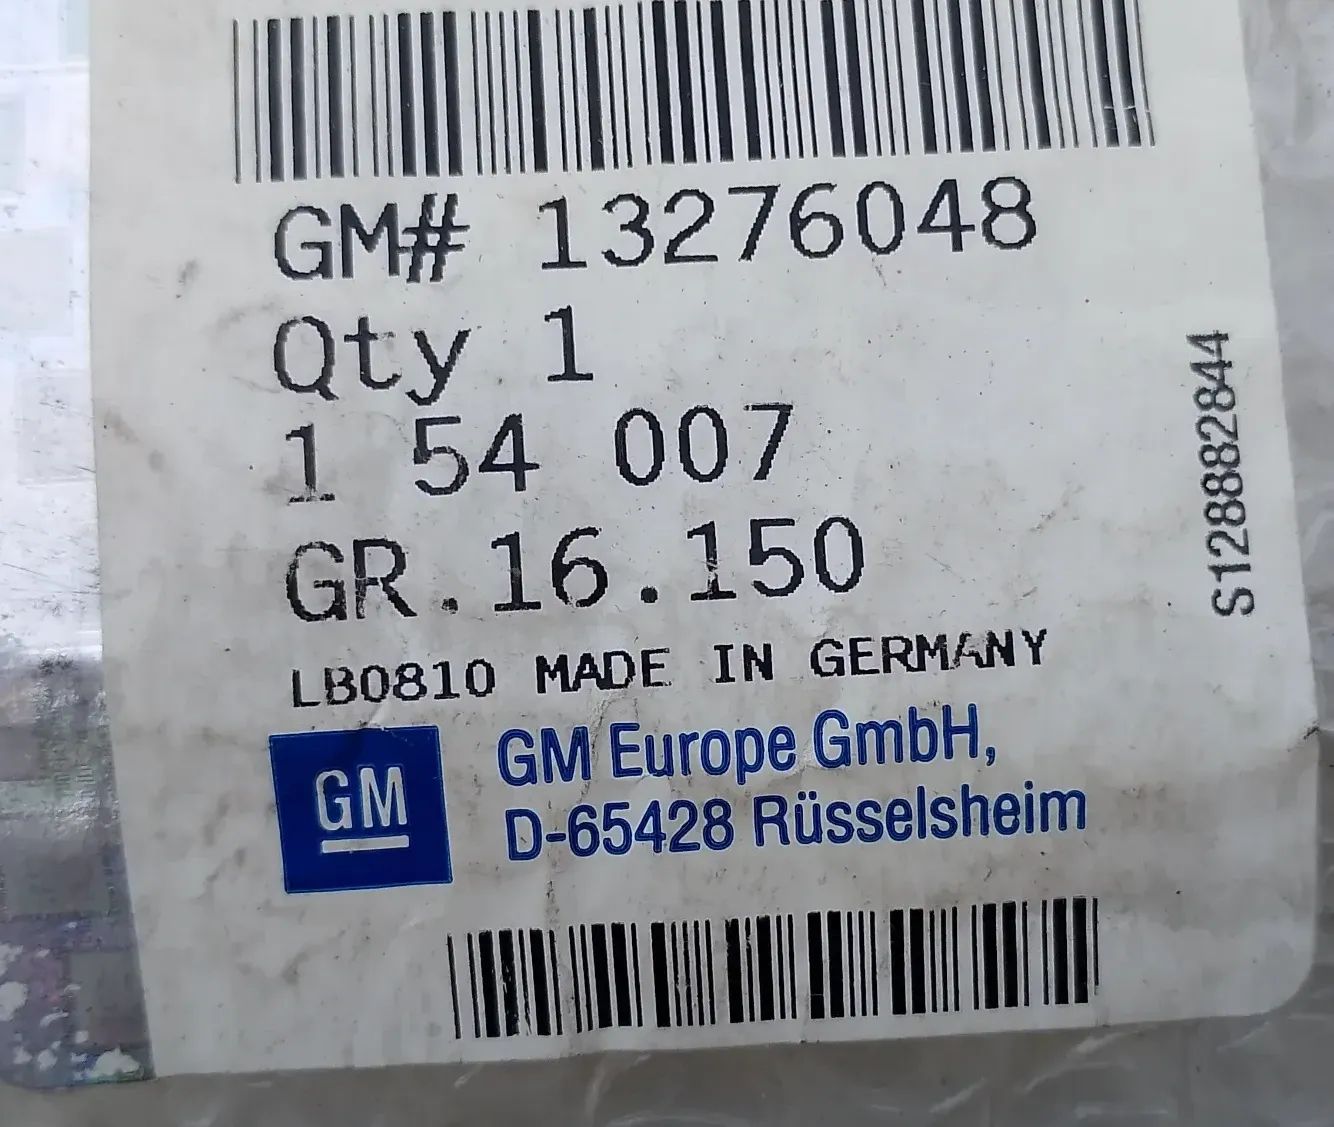 GM# 13276048
Qty 1
1 54 007
GR.16.150
LB0810 MADE IN GERMANY
GM
GM Europe GmbH,
D-65428 Rüsselsheim
S128882844